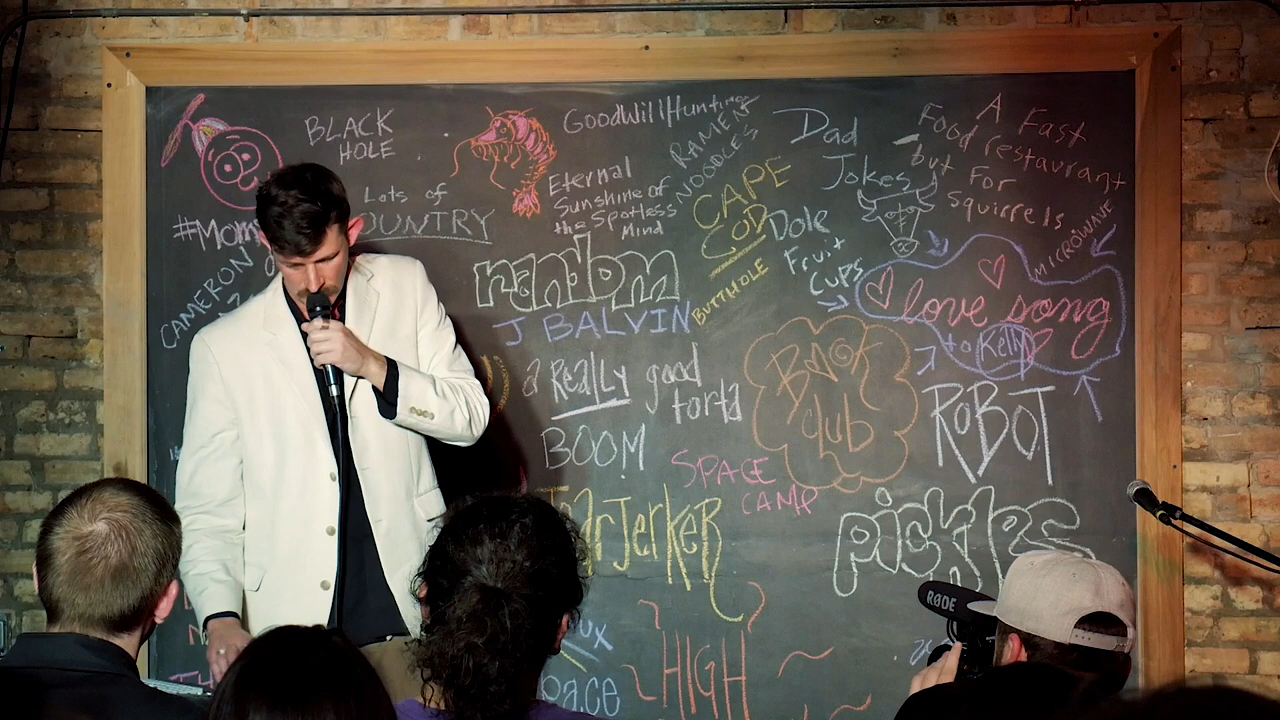 BLACK
HOLE
Lots of
OUNTRY
#Mom
CAMERON
GoodWillHunting
RAMEN
NOODLES
Eternal
Sunshine of
the Spotless
Mind
CAPE
COD
BUTTHOLE
Dad
Jokes
but
Dole
Fruit
Cups
A Fast
Food restaurant
For
Squirrels
MICROWAVE
random
J BALVIN
a ReaLLY good
torta
BOOM
love song
to Kelly
Book
club
ROBOT
SPACE
CAMP
TearJerkeR
pickles
HIGH
pace
RØDE